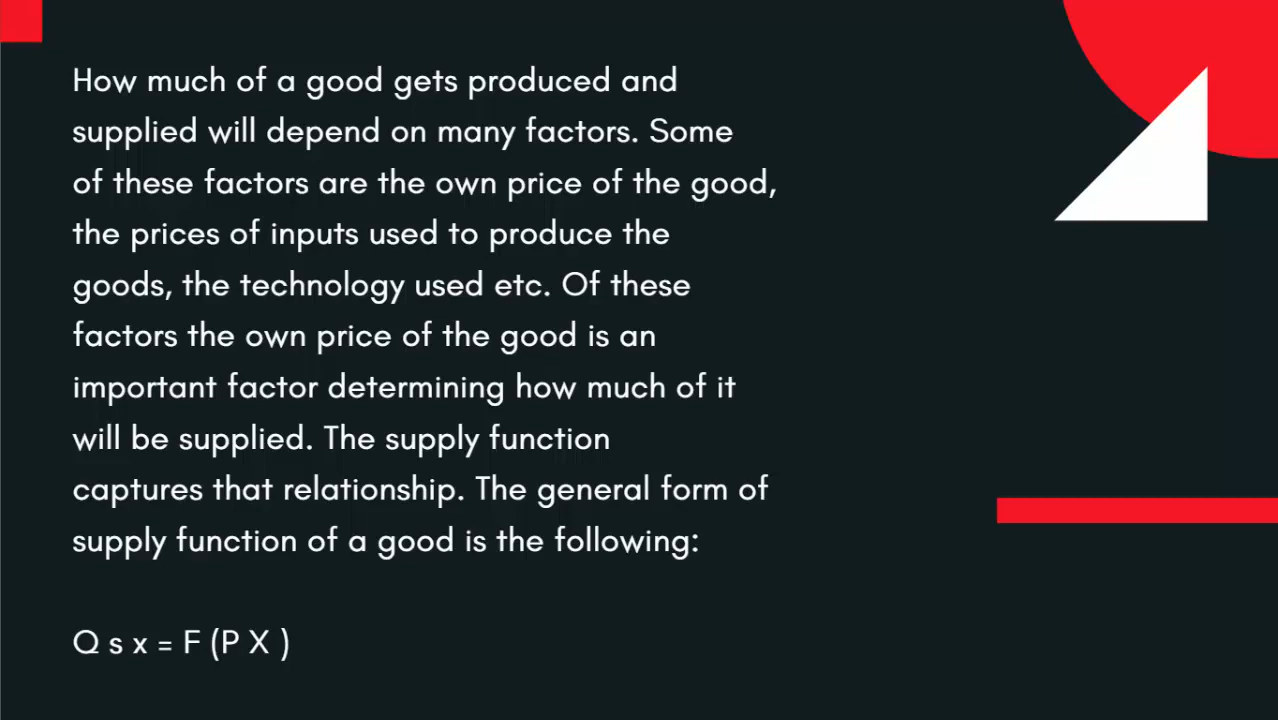 How much of a good gets produced and
supplied will depend on many factors. Some
of these factors are the own price of the good,
the prices of inputs used to produce the
goods, the technology used etc. Of these
factors the own price of the good is an
important factor determining how much of it
will be supplied. The supply function
captures that relationship. The general form of
supply function of a good is the following:
Q s x = F (P X )